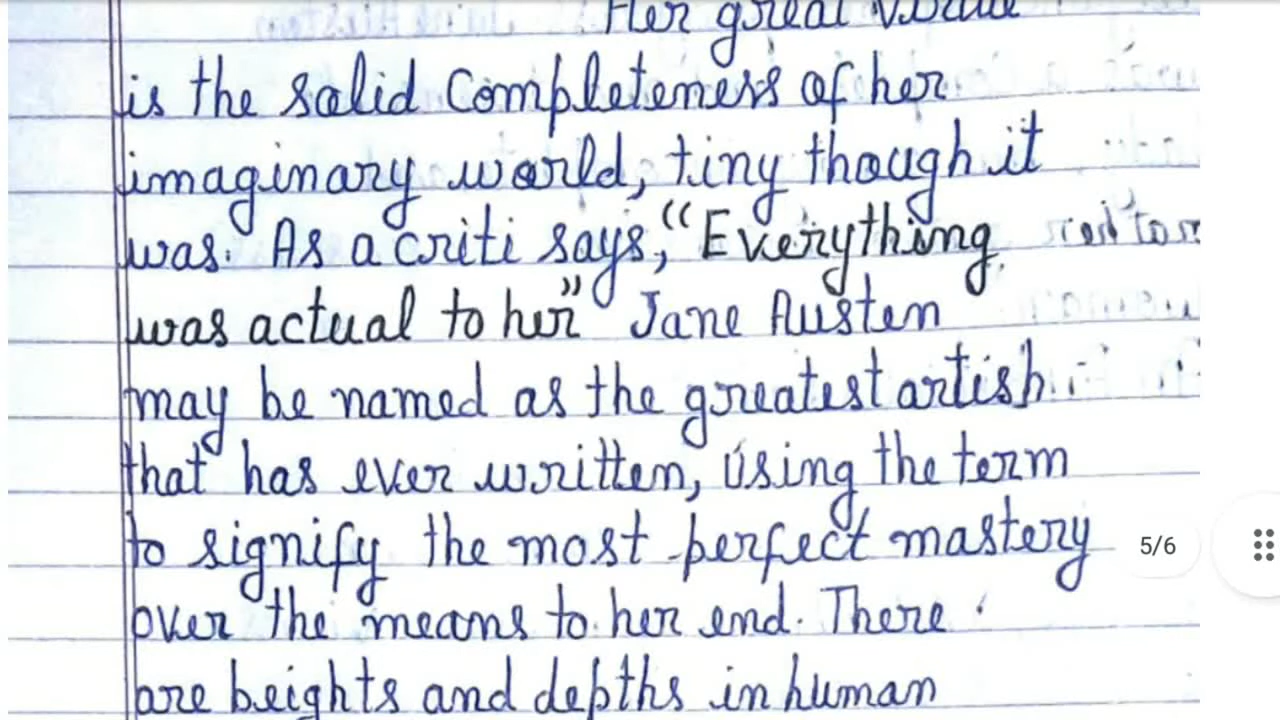 Her great virtue
is the solid Completeness of her
imaginary world, tiny though it
was. As a criti says, "Everything
was actual to her" Jane Austen
may be named as the greatest artish
that has ever written, Using the term
to signify the most perfect mastery
5/6
over the means to her end. There
are heights and depths in human